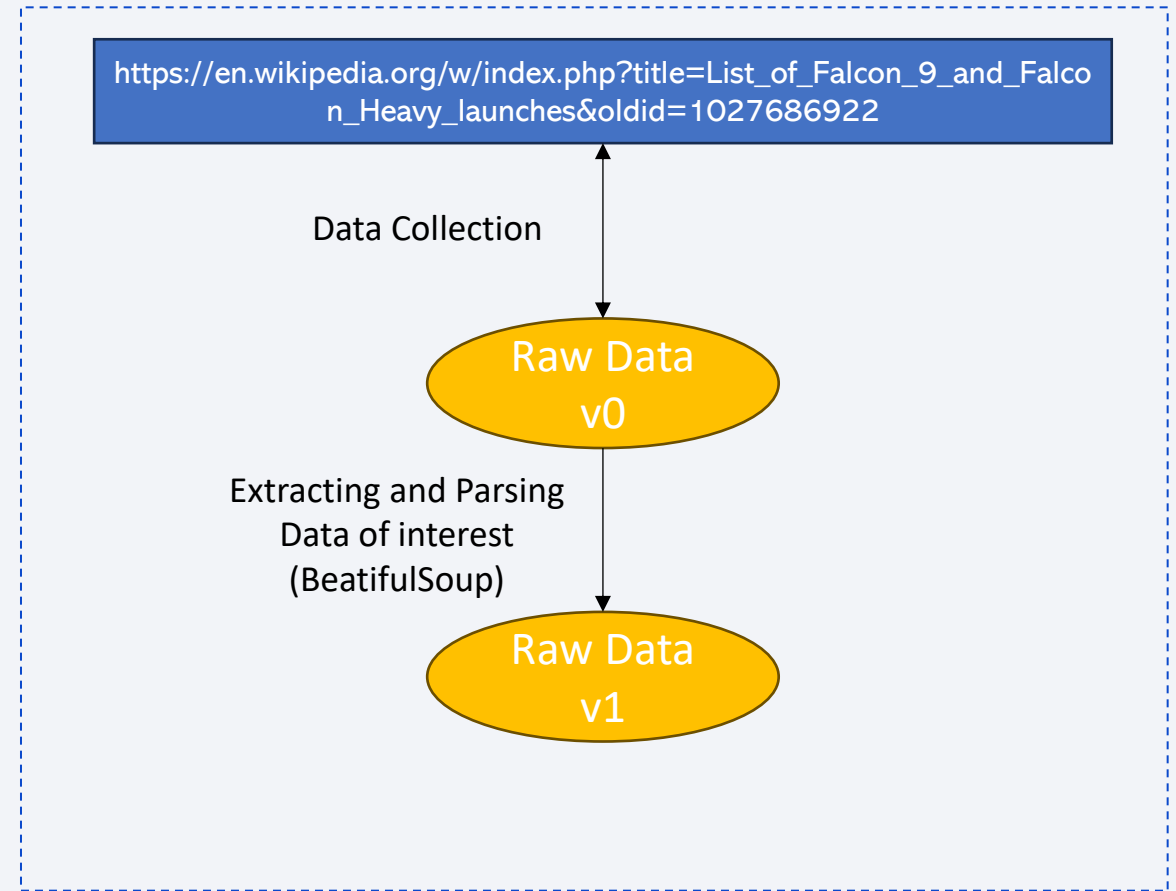 https://en.wikipedia.org/w/index.php?title=List_of_Falcon_9_and_Falco
n_Heavy_launches&oldid=1027686922
Data Collection
Raw Data
v0
Extracting and Parsing
Data of interest
(BeatifulSoup)
Raw Data
v1